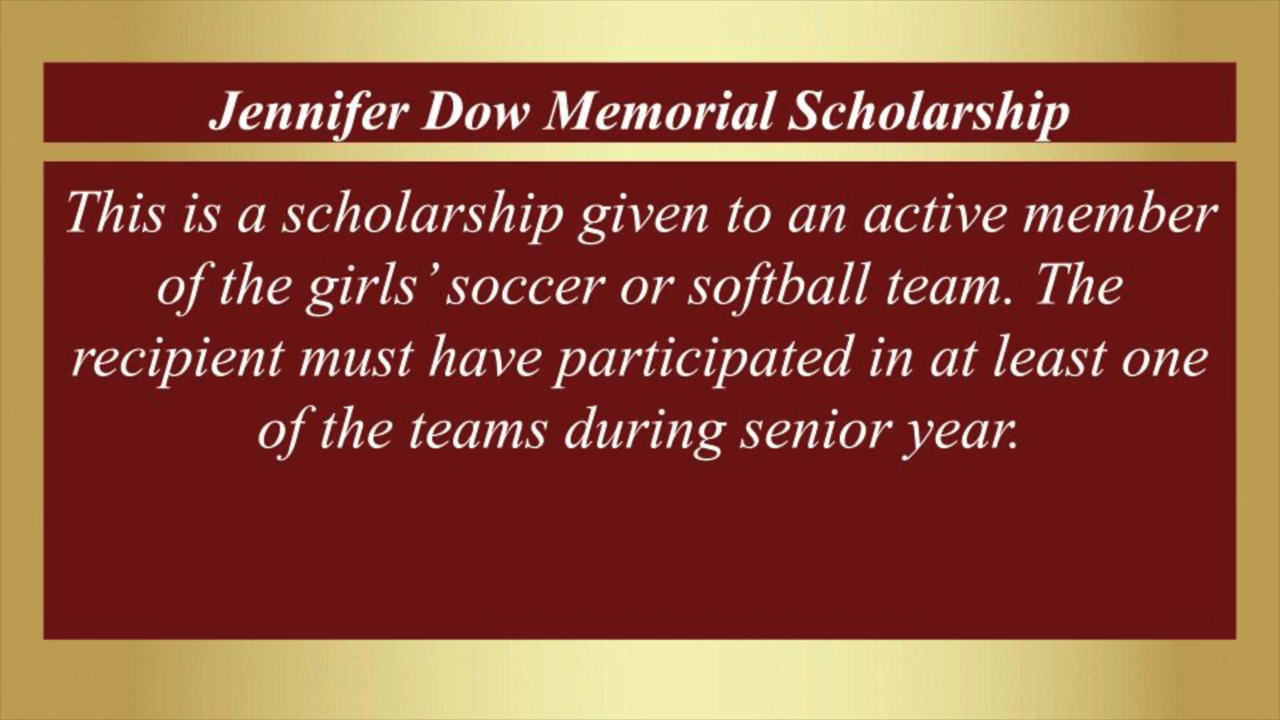 Jennifer Dow Memorial Scholarship
This is a scholarship given to an active member
of the girls’ soccer or softball team. The
recipient must have participated in at least one
of the teams during senior year.